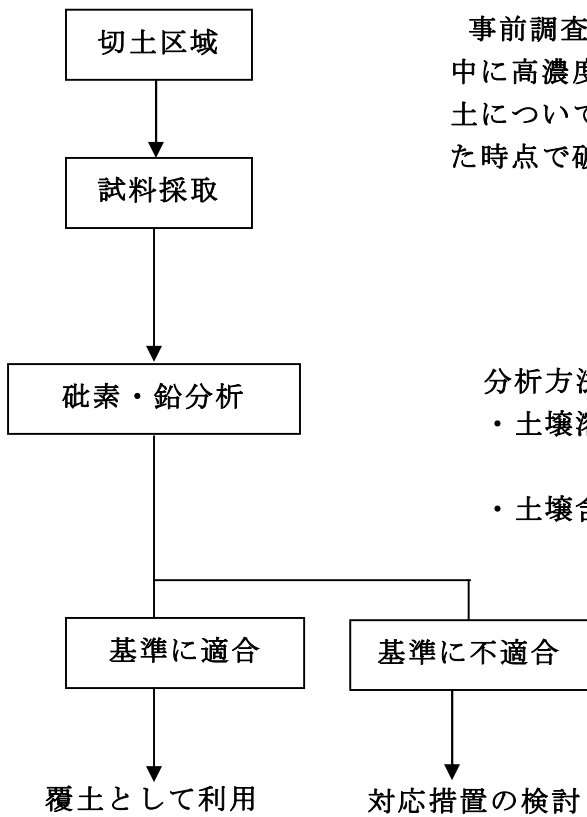 切土区域
事前調査
中に高濃度
土について
た時点で
試料採取
砒素・鉛分析
分析方法
・土壌溶
・土壌含
基準に適合
基準に不適合
覆土として利用
対応措置の検討